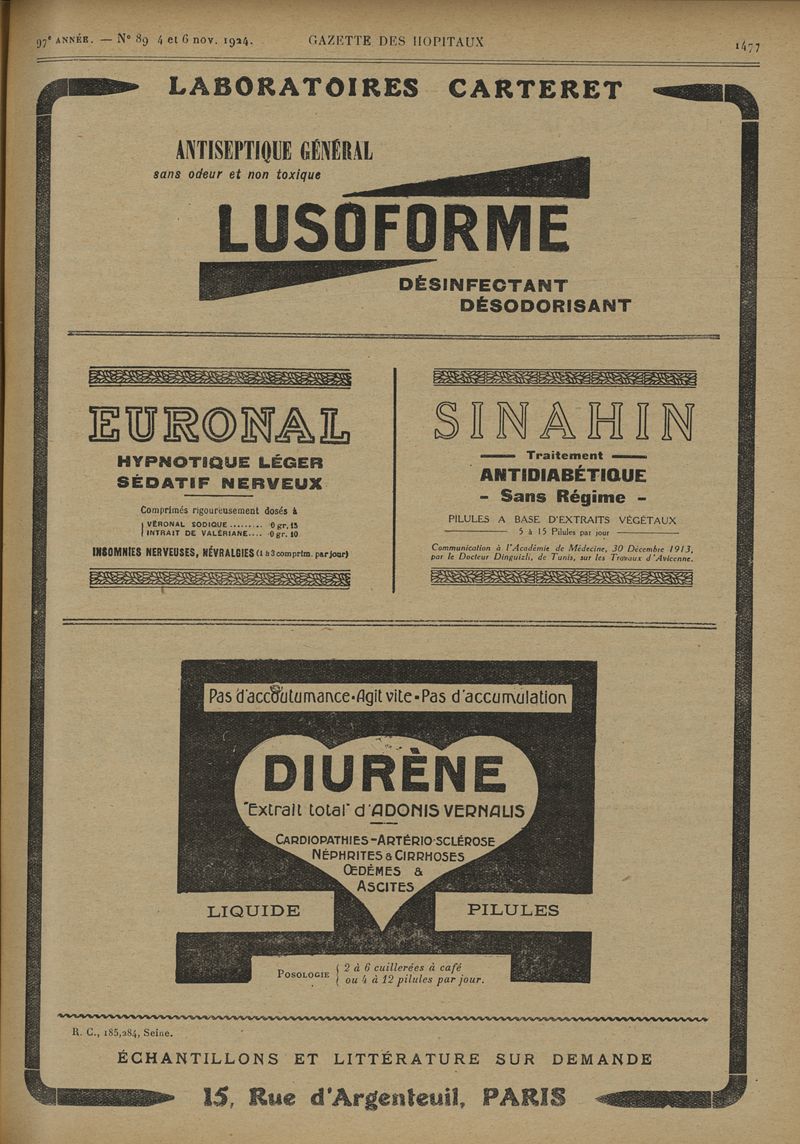 97e ANNÉE. — N° 89 4 et 6 nov. 1924. GAZETTE DES HOPITAUX 1477
LABORATOIRES CARTERET
ANTISEPTIQUE GÉNÉRAL
sans odeur et non toxique
LUSOFORME
DÉSINFECTANT
DÉSODORISANT
EURONAL
HYPNOTIQUE LÉGER
SÉDATIF NERVEUX
Comprimés rigoureusement dosés à
VÉRONAL SODIQUE......... 0 gr. 15
INTRAIT DE VALÉRIANE.... 0 gr. 10
INSOMNIES NERVEUSES, NÉVRALGIES (1 à 3 comprim. par jour)
SINAHIN
Traitement
ANTIDIABÉTIQUE
- Sans Régime -
PILULES A BASE D'EXTRAITS VÉGÉTAUX
5 à 15 Pilules par jour
Communication à l'Académie de Médecine, 30 Décembre 1913,
par le Docteur Dinguizli, de Tunis, sur les Travaux d'Avicenne.
Pas d'accoutumance-Agit vite-Pas d'accumulation
DIURÈNE
"Extrait total" d'ADONIS VERNALIS
CARDIOPATHIES-ARTÉRIO-SCLÉROSE
NÉPHRITES & CIRRHOSES
ŒDÉMES &
ASCITES
LIQUIDE PILULES
POSOLOGIE { 2 à 6 cuillerées à café
ou 4 à 12 pilules par jour.
R. C., 185,284, Seine.
ÉCHANTILLONS ET LITTÉRATURE SUR DEMANDE
15, Rue d'Argenteuil, PARIS